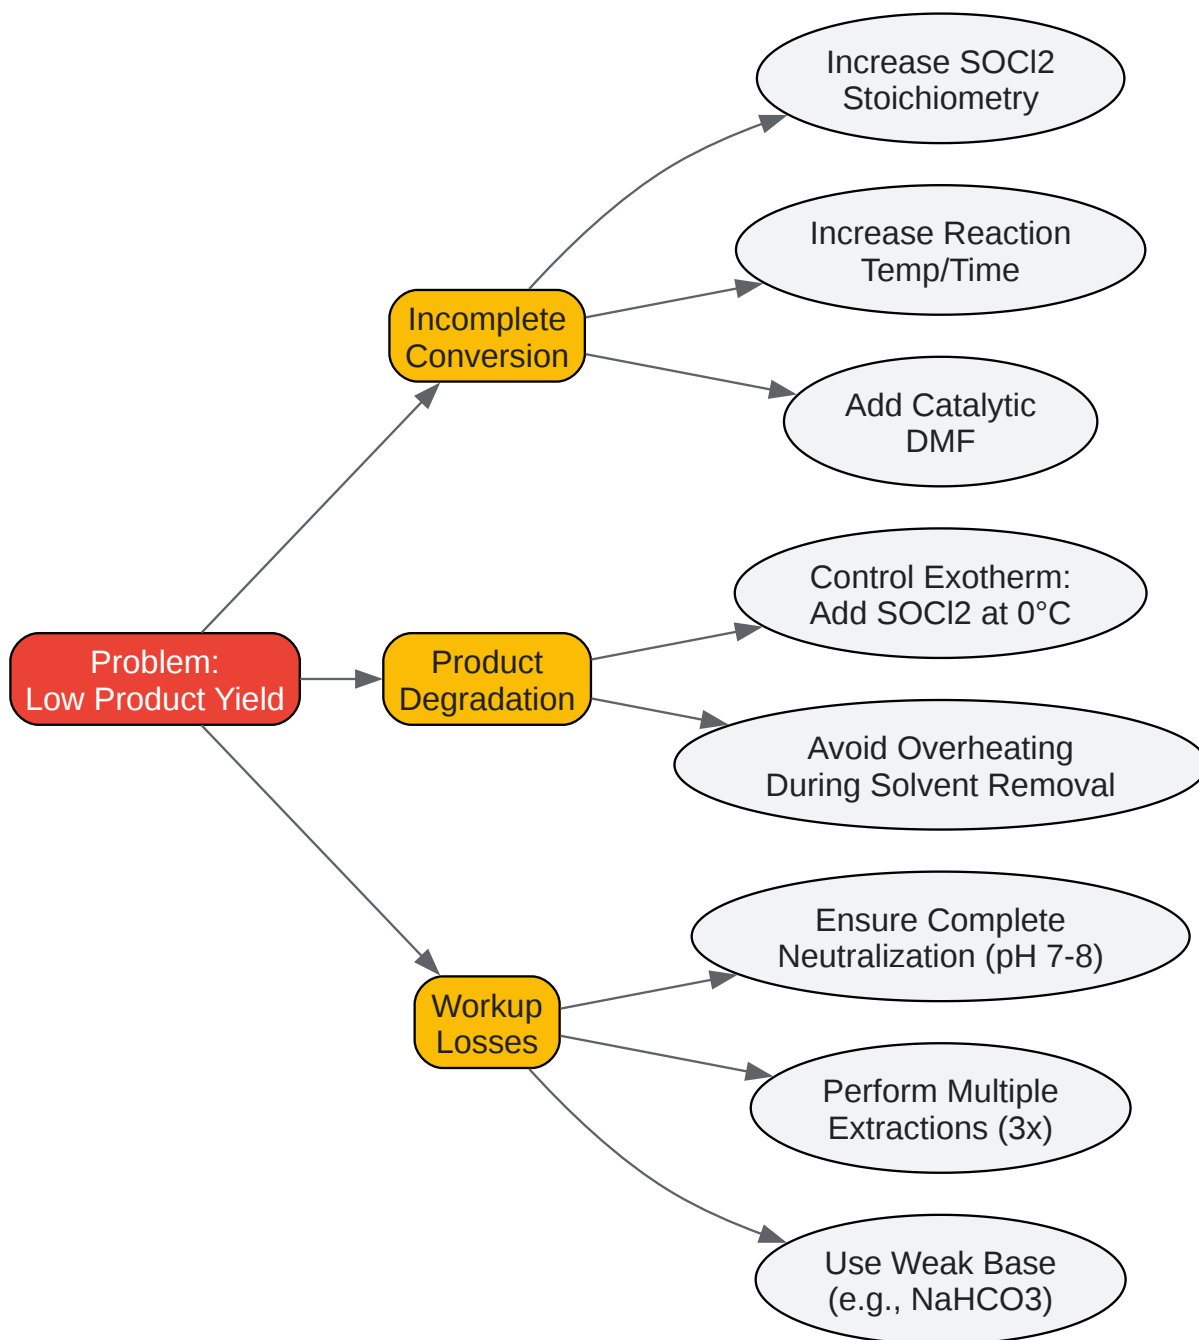 Increase SOCl2
Stoichiometry
Increase Reaction
Temp/Time
Incomplete
Conversion
Add Catalytic
DMF
Control Exotherm:
Add SOCl2 at 0°C
Problem:
Low Product Yield
Product
Degradation
Avoid Overheating
During Solvent Removal
Ensure Complete
Neutralization (pH 7-8)
Workup
Losses
Perform Multiple
Extractions (3x)
Use Weak Base
(e.g., NaHCO3)